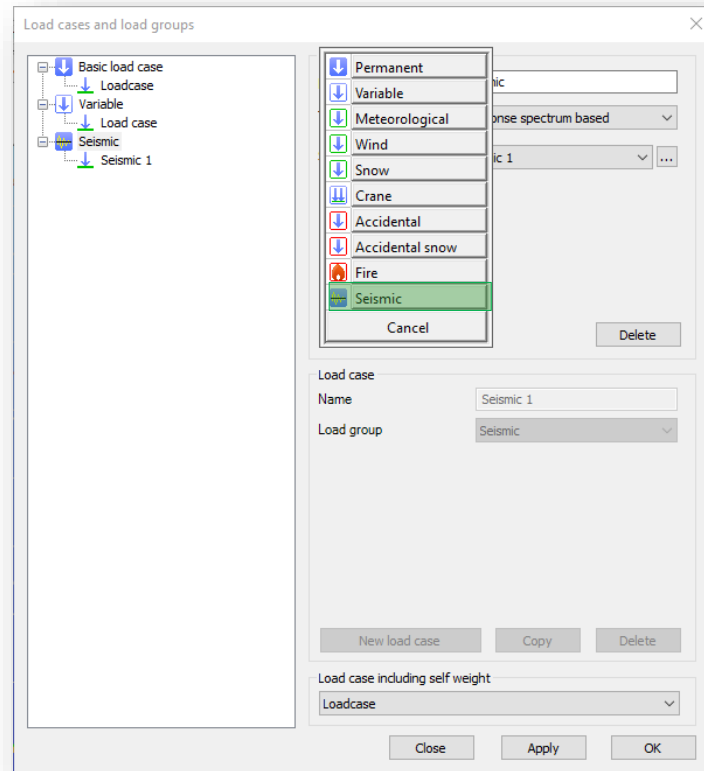 Load cases and load groups
Basic load case
Loadcase
Variable
Load case
Seismic
Seismic 1
Permanent
Variable
Meteorological
Wind
Snow
Crane
Accidental
Accidental snow
Fire
Seismic
Cancel
nic
onse spectrum based
ic 1
...
Delete
Load case
Name
Seismic 1
Load group
Seismic
New load case
Copy
Delete
Load case including self weight
Loadcase
Close
Apply
OK